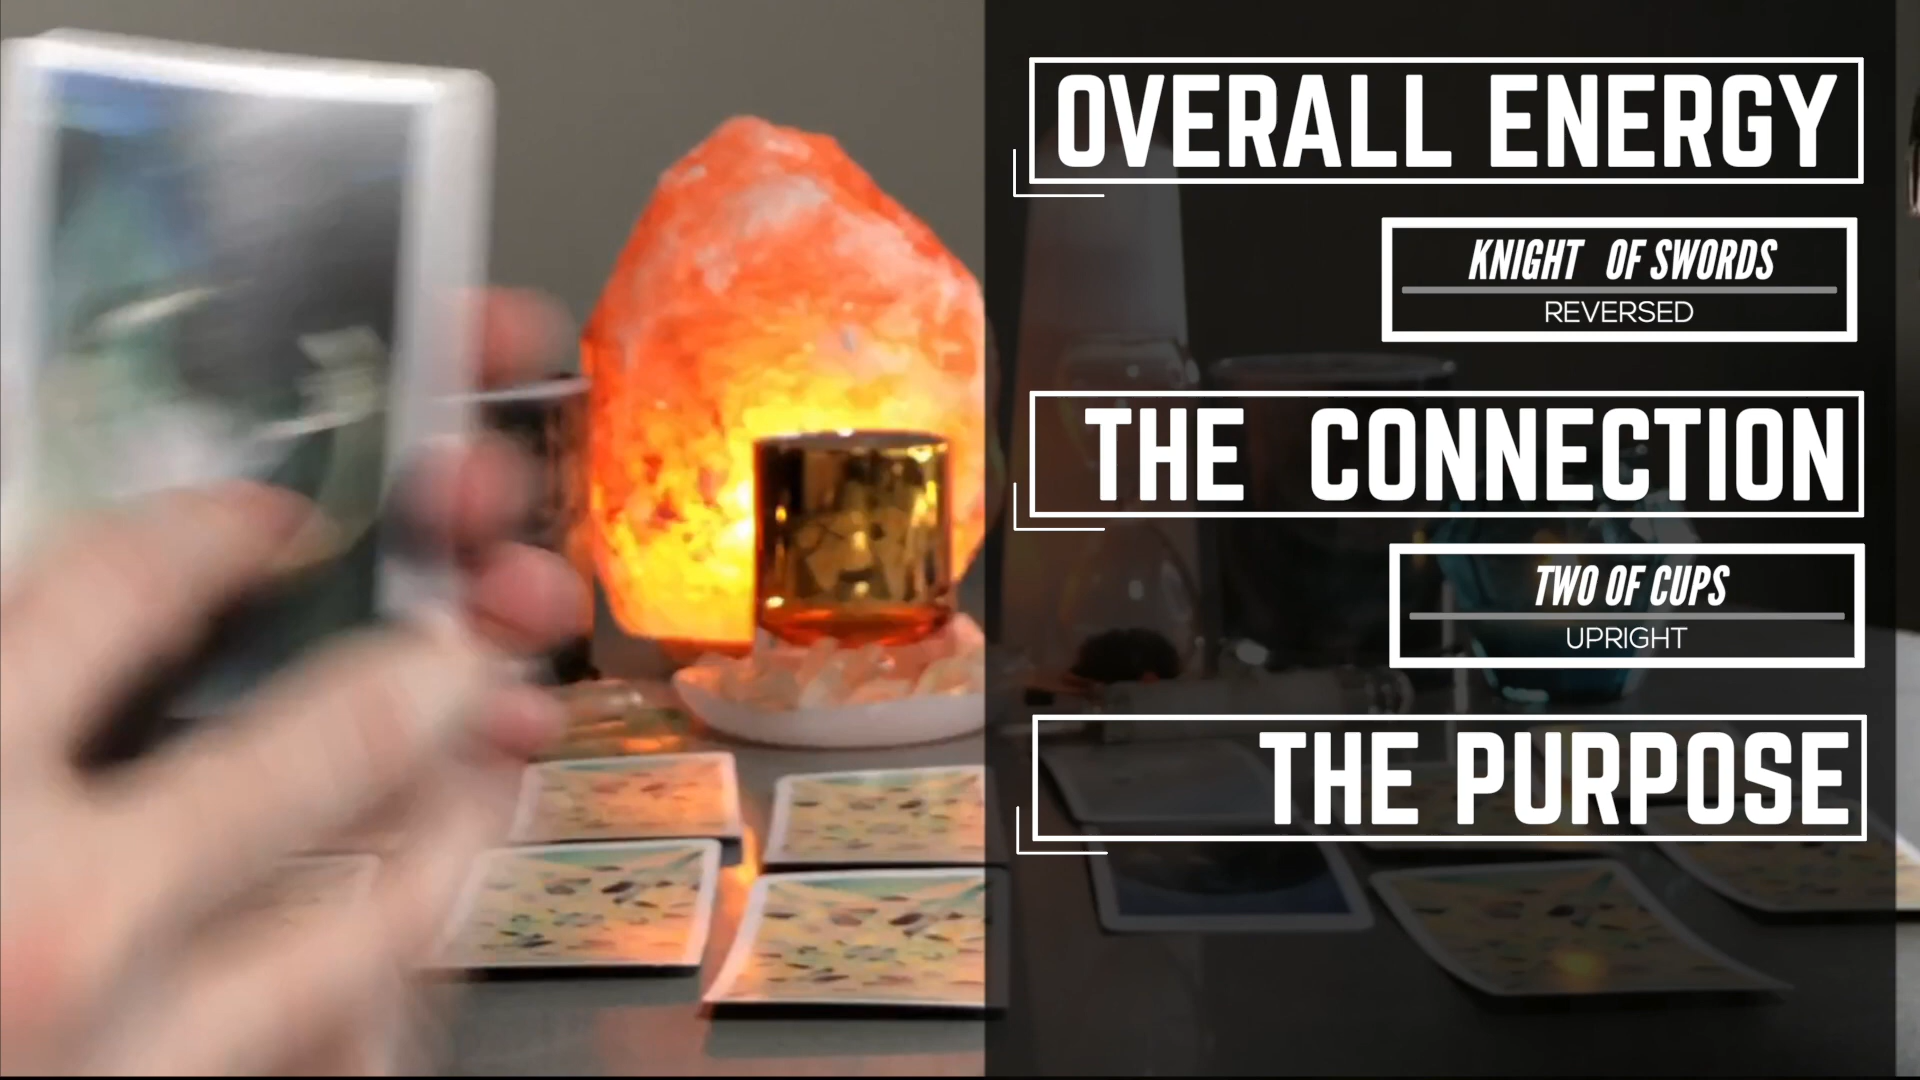 OVERALL ENERGY
KNIGHT OF SWORDS
REVERSED
THE CONNECTION
TWO OF CUPS
UPRIGHT
THE PURPOSE